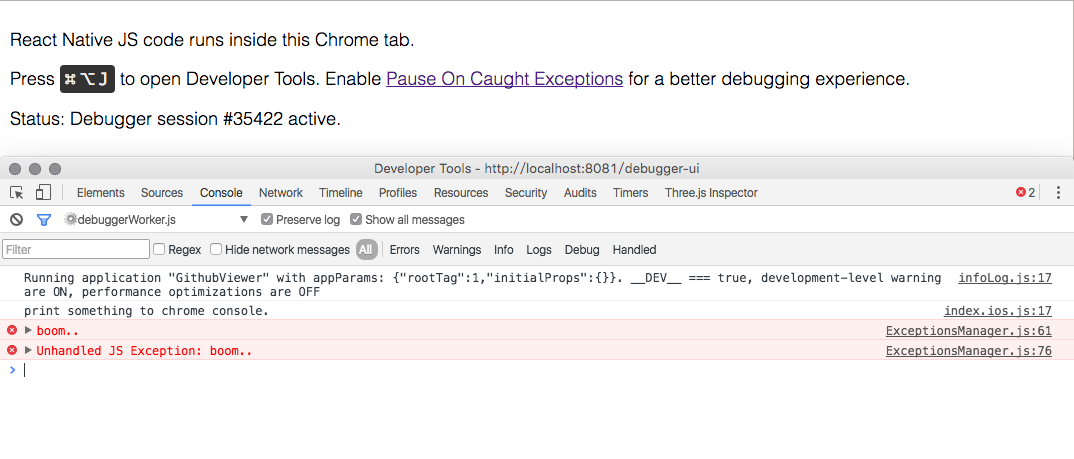 React Native JS code runs inside this Chrome tab.
Press ⌘⌥J to open Developer Tools. Enable Pause On Caught Exceptions for a better debugging experience.
Status: Debugger session #35422 active.
Developer Tools - http://localhost:8081/debugger-ui
Elements Sources Console Network Timeline Profiles Resources Security Audits Timers Three.js Inspector 2
debuggerWorker.js Preserve log Show all messages
Filter Regex Hide network messages All Errors Warnings Info Logs Debug Handled
Running application "GithubViewer" with appParams: {"rootTag":1,"initialProps":{}}. __DEV__ === true, development-level warning infoLog.js:17
are ON, performance optimizations are OFF
print something to chrome console. index.ios.js:17
boom.. ExceptionsManager.js:61
Unhandled JS Exception: boom.. ExceptionsManager.js:76
>